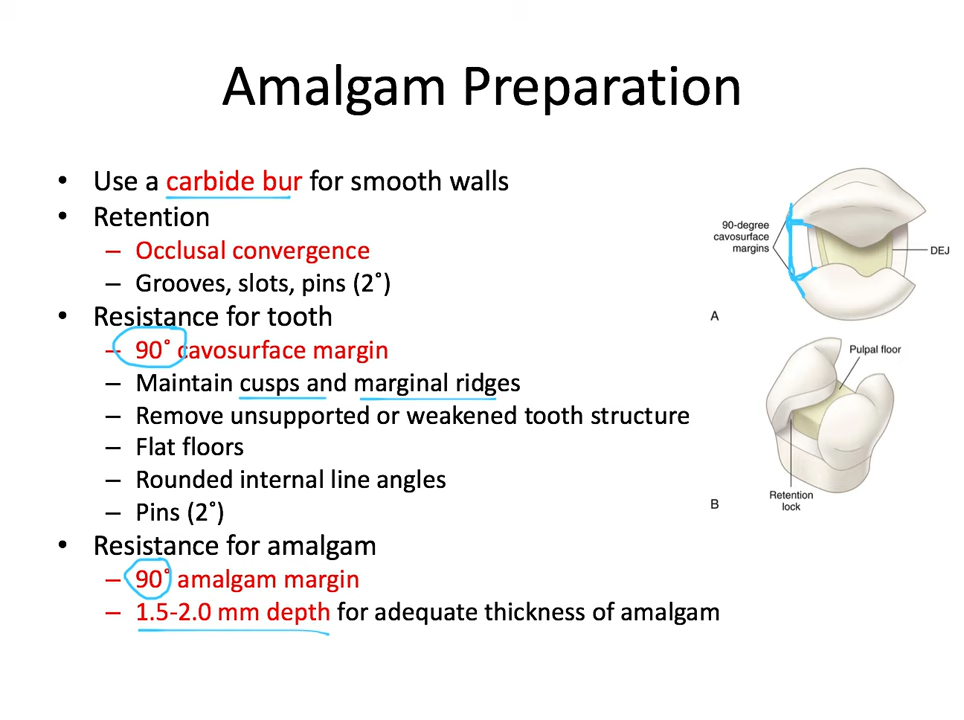 Amalgam Preparation
• Use a carbide bur for smooth walls
• Retention
– Occlusal convergence
– Grooves, slots, pins (2˚)
• Resistance for tooth
– 90˚ cavosurface margin
– Maintain cusps and marginal ridges
– Remove unsupported or weakened tooth structure
– Flat floors
– Rounded internal line angles
– Pins (2˚)
• Resistance for amalgam
– 90˚ amalgam margin
– 1.5-2.0 mm depth for adequate thickness of amalgam
90-degree
cavosurface
margins
DEJ
A
Pulpal floor
Retention
lock
B